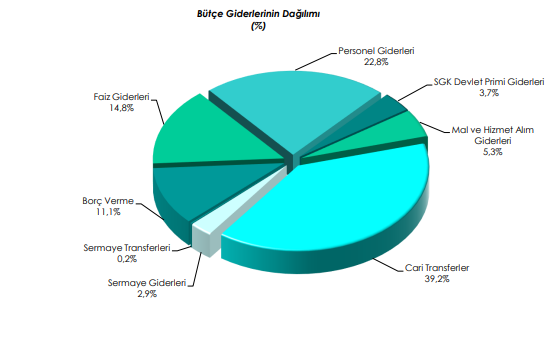 Bütçe Giderlerinin Dağılımı
(%)
Personel Giderleri
22,8%
SGK Devlet Primi Giderleri
3,7%
Mal ve Hizmet Alım
Giderleri
5,3%
Cari Transferler
39,2%
Sermaye Giderleri
2,9%
Sermaye Transferleri
0,2%
Borç Verme
11,1%
Faiz Giderleri
14,8%